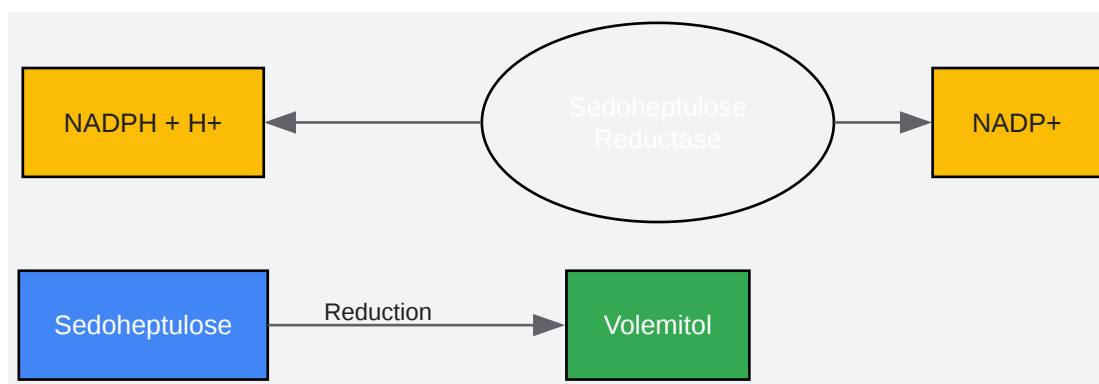 NADPH + H+
Sedoheptulose
Reductase
NADP+
Sedoheptulose
Reduction
Volemitol